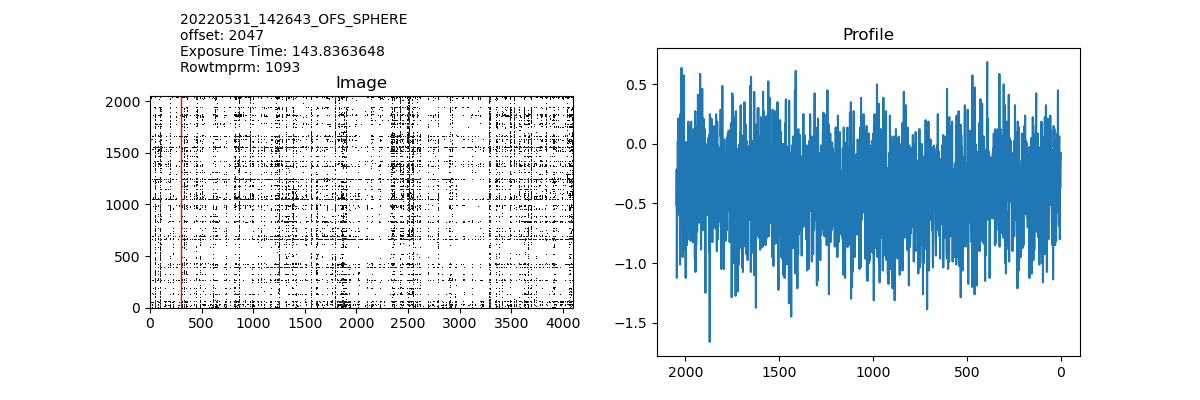 20220531_142643_OFS_SPHERE
offset: 2047
Exposure Time: 143.8363648
Rowtmprm: 1093
Image
2000
1500
1000
500
0
0 500 1000 1500 2000 2500 3000 3500 4000
Profile
0.5
0.0
−0.5
−1.0
−1.5
2000 1500 1000 500 0